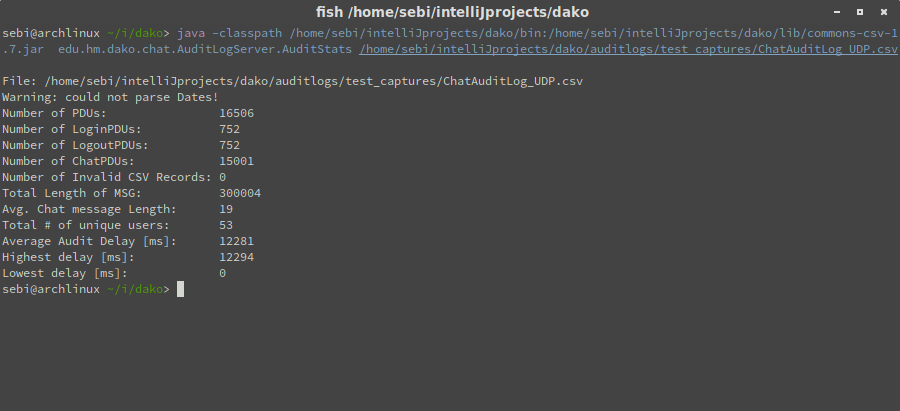 fish /home/sebi/intelliJprojects/dako
sebi@archlinux ~/i/dako> java -classpath /home/sebi/intelliJprojects/dako/bin:/home/sebi/intelliJprojects/dako/lib/commons-csv-1
.7.jar  edu.hm.dako.chat.AuditLogServer.AuditStats /home/sebi/intelliJprojects/dako/auditlogs/test_captures/ChatAuditLog_UDP.csv
File: /home/sebi/intelliJprojects/dako/auditlogs/test_captures/ChatAuditLog_UDP.csv
Warning: could not parse Dates!
Number of PDUs:                16506
Number of LoginPDUs:           752
Number of LogoutPDUs:          752
Number of ChatPDUs:            15001
Number of Invalid CSV Records: 0
Total Length of MSG:           300004
Avg. Chat message Length:      19
Total # of unique users:       53
Average Audit Delay [ms]:      12281
Highest delay [ms]:            12294
Lowest delay [ms]:             0
sebi@archlinux ~/i/dako>